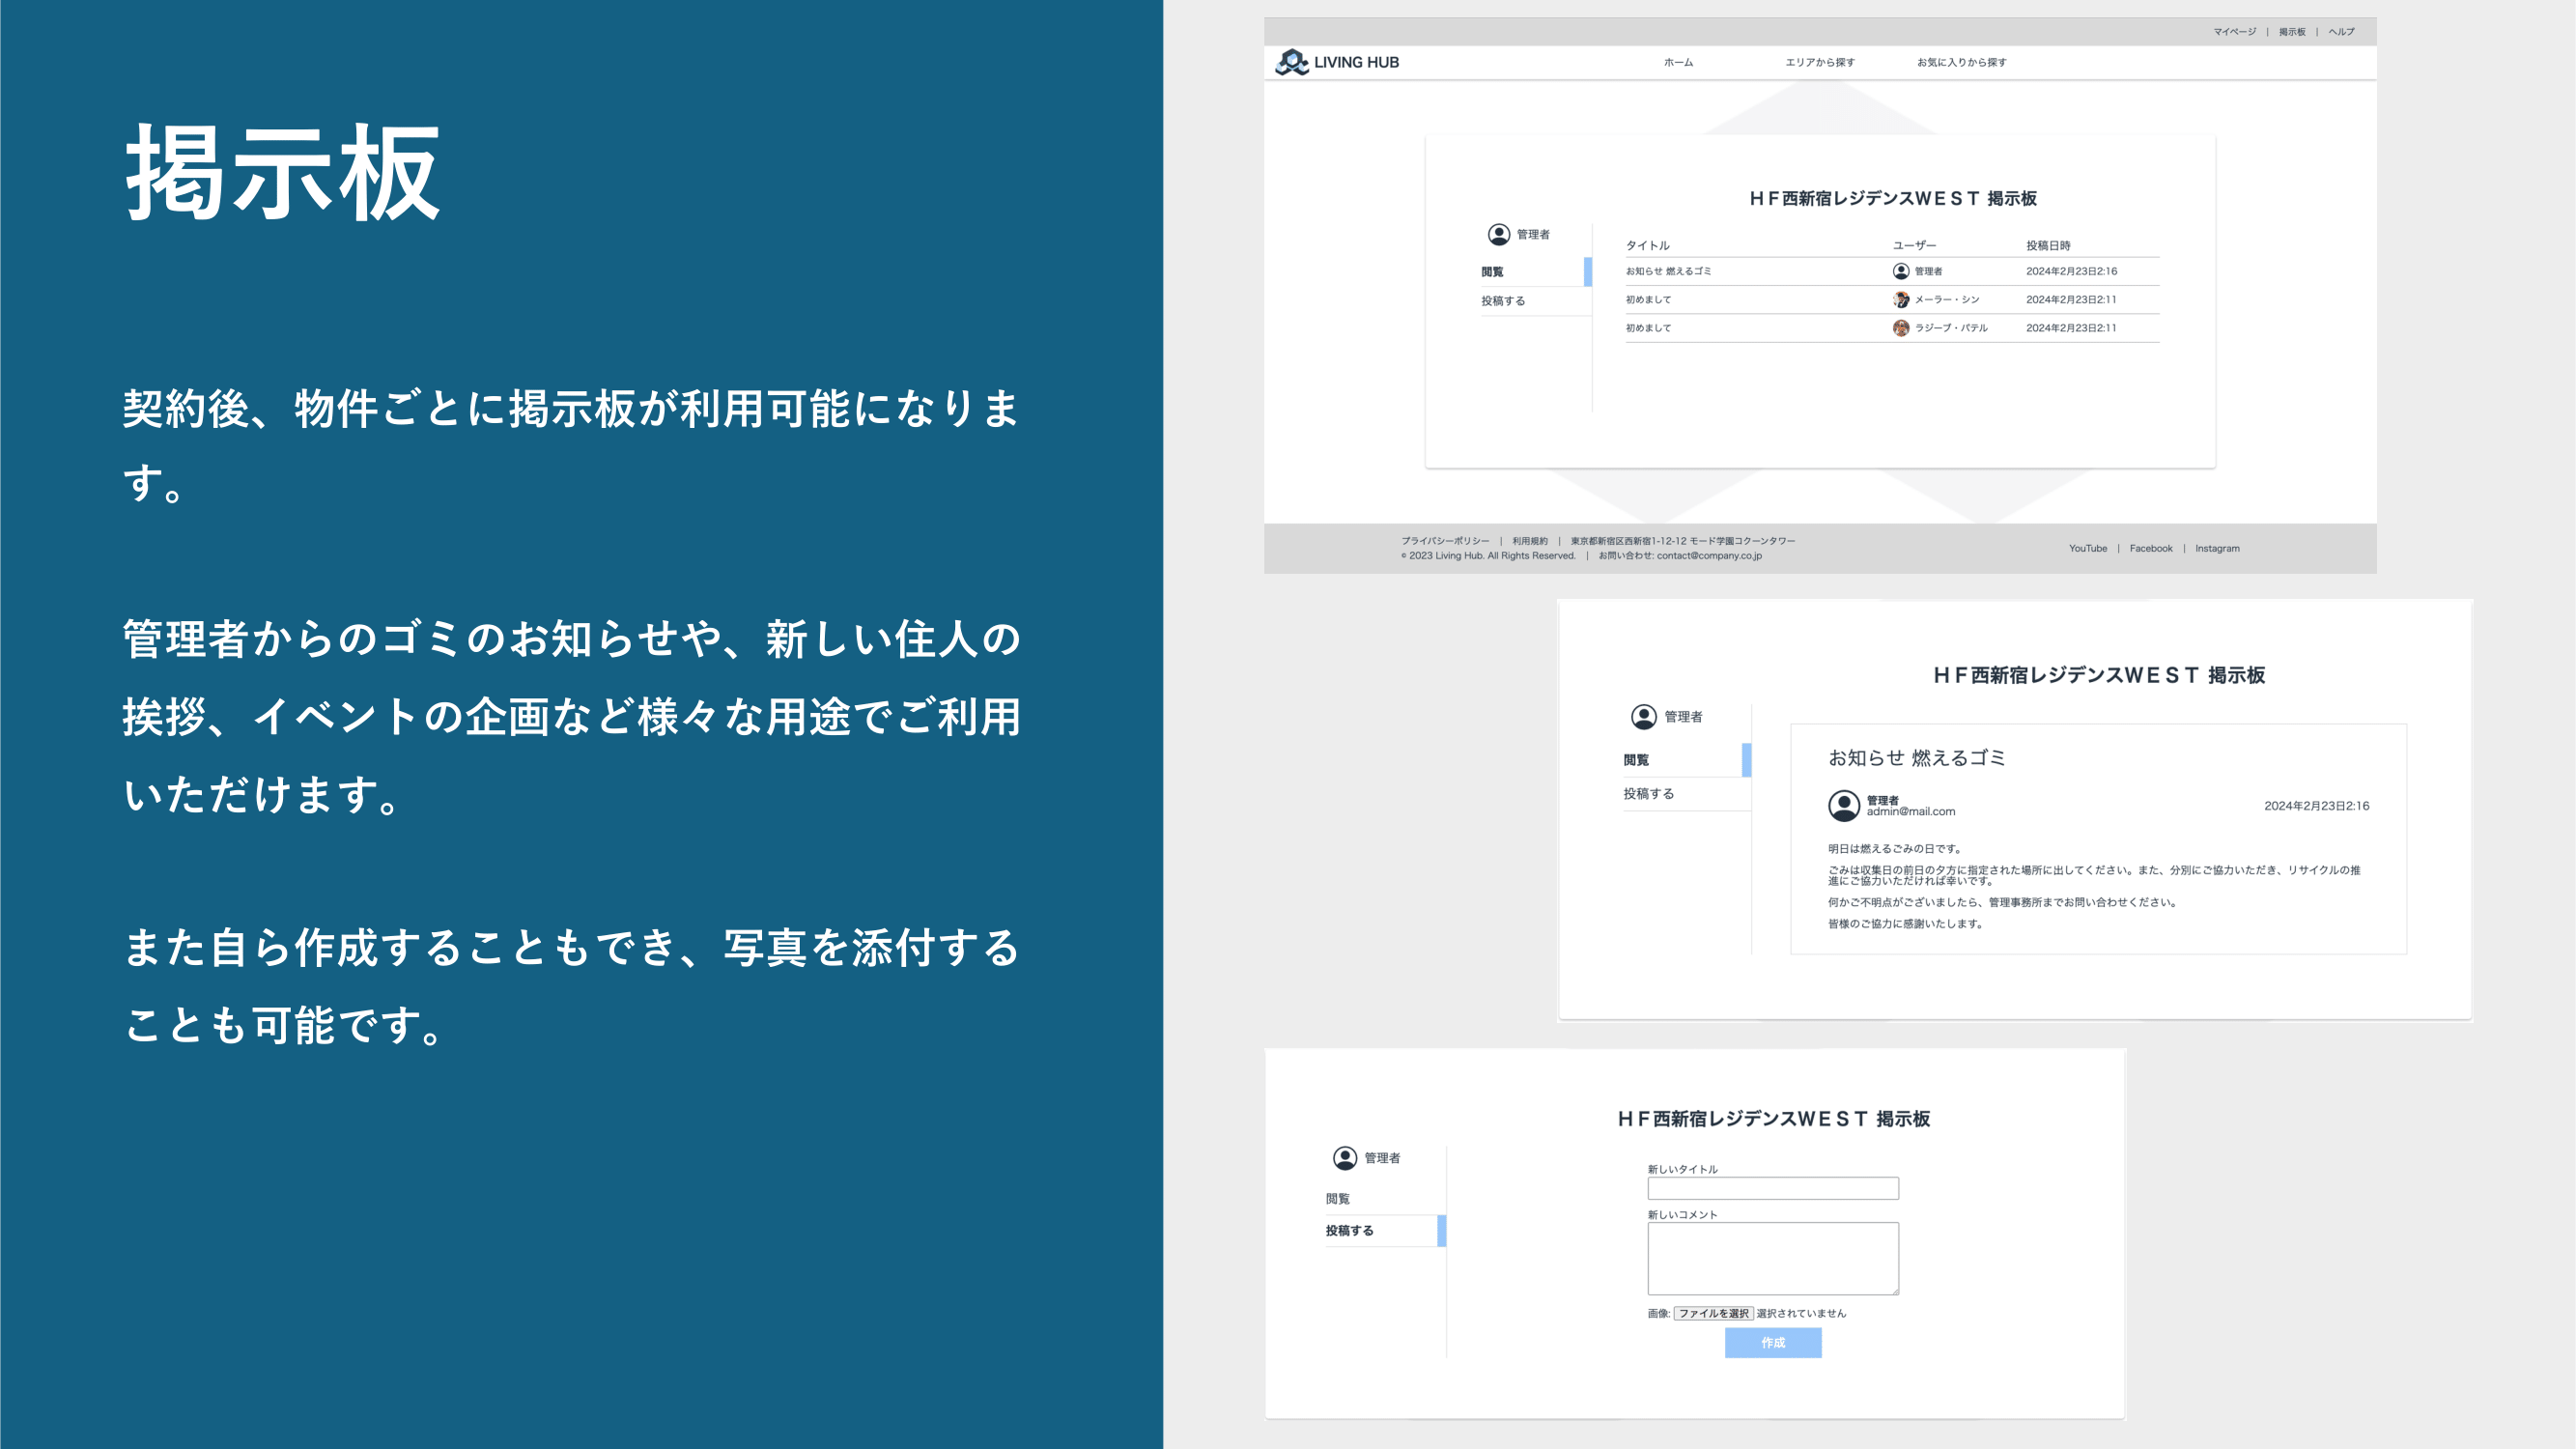 掲示板
契約後、物件ごとに掲示板が利用可能になりま
す。
管理者からのゴミのお知らせや、新しい住人の
挨拶、イベントの企画など様々な用途でご利用
いただけます。
また自ら作成することもでき、写真を添付する
ことも可能です。
マイページ | 掲示板 | ヘルプ
LIVING HUB ホーム エリアから探す お気に入りから探す
ＨＦ西新宿レジデンスＷＥＳＴ 掲示板
管理者
閲覧
投稿する
タイトル ユーザー 投稿日時
お知らせ 燃えるゴミ 管理者 2024年2月23日2:16
初めまして メーラー・シン 2024年2月23日2:11
初めまして ラジーブ・パテル 2024年2月23日2:11
プライバシーポリシー | 利用規約 | 東京都新宿区西新宿1-12-12 モード学園コクーンタワー
© 2023 Living Hub. All Rights Reserved. | お問い合わせ: contact@company.co.jp
YouTube | Facebook | Instagram
ＨＦ西新宿レジデンスＷＥＳＴ 掲示板
管理者
閲覧
投稿する
お知らせ 燃えるゴミ
管理者
admin@mail.com
2024年2月23日2:16
明日は燃えるごみの日です。
ごみは収集日の前日の夕方に指定された場所に出してください。また、分別にご協力いただき、リサイクルの推
進にご協力いただければ幸いです。
何かご不明点がございましたら、管理事務所までお問い合わせください。
皆様のご協力に感謝いたします。
ＨＦ西新宿レジデンスＷＥＳＴ 掲示板
管理者
閲覧
投稿する
新しいタイトル
新しいコメント
画像: ファイルを選択 選択されていません
作成